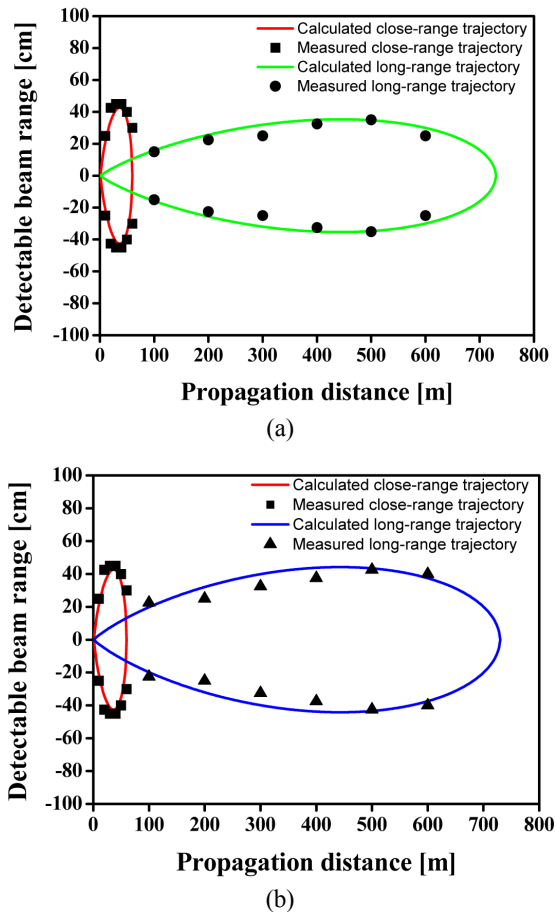 Detectable beam range [cm]
100
80
60
40
20
0
-20
-40
-60
-80
-100
Calculated close-range trajectory
Measured close-range trajectory
Calculated long-range trajectory
Measured long-range trajectory
0 100 200 300 400 500 600 700 800
Propagation distance [m]
(a)
Detectable beam range [cm]
100
80
60
40
20
0
-20
-40
-60
-80
-100
Calculated close-range trajectory
Measured close-range trajectory
Calculated long-range trajectory
Measured long-range trajectory
0 100 200 300 400 500 600 700 800
Propagation distance [m]
(b)